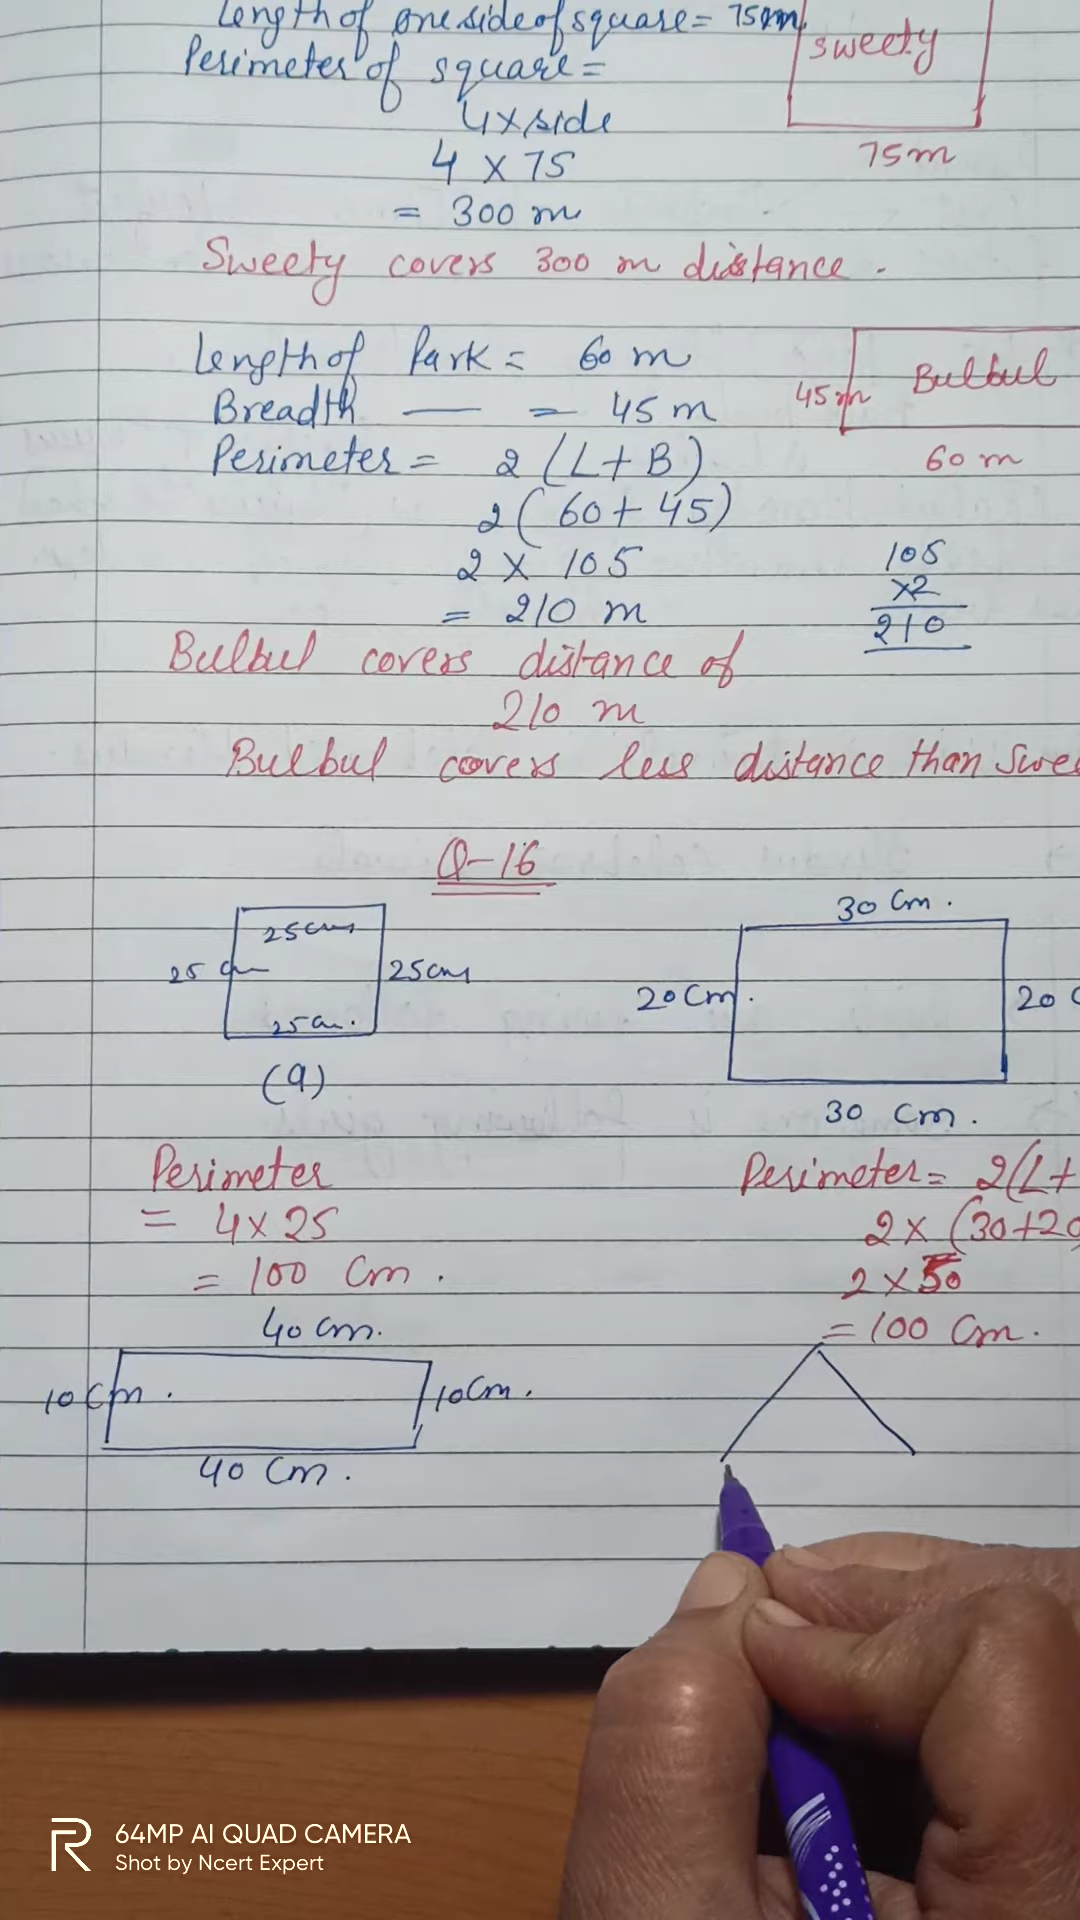 Length of one side of square = 75m
Perimeter of square =
4 x side
4 x 75
= 300 m
Sweety
75m
Sweety covers 300 m distance.
Length of Park = 60 m
Breadth — = 45 m
Perimeter = 2 (L+B)
2 (60+45)
2 x 105
= 210 m
45m
Bulbul
60 m
105
x2
210
Bulbul covers distance of
210 m
Bulbul covers less distance than Swe
Q-16
25cm
25 cm
25cm
25cm.
(a)
30 Cm.
20 Cm.
20 C
30 Cm.
Perimeter
= 4 x 25
= 100 Cm.
Perimeter = 2(L+
2 x (30+20
2 x 50
= 100 Cm.
40 Cm.
10 Cm.
10 Cm.
40 Cm.
64MP AI QUAD CAMERA
Shot by Ncert Expert